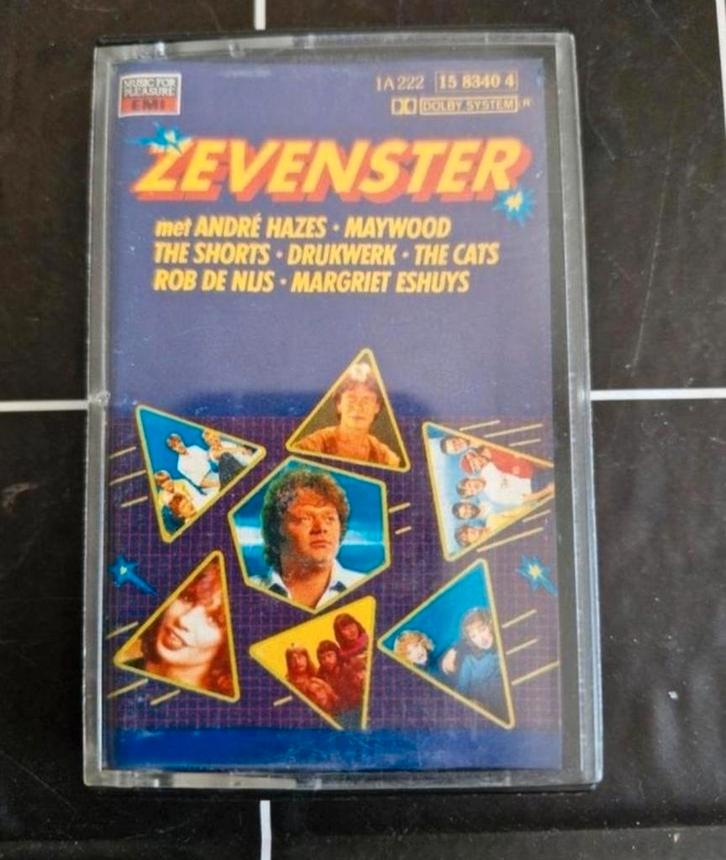 MUSIC FOR
PLEASURE
EMI
1A 222 15 8340 4
DOLBY SYSTEM R
ZEVENSTER
met ANDRÉ HAZES · MAYWOOD
THE SHORTS · DRUKWERK · THE CATS
ROB DE NIJS · MARGRIET ESHUYS